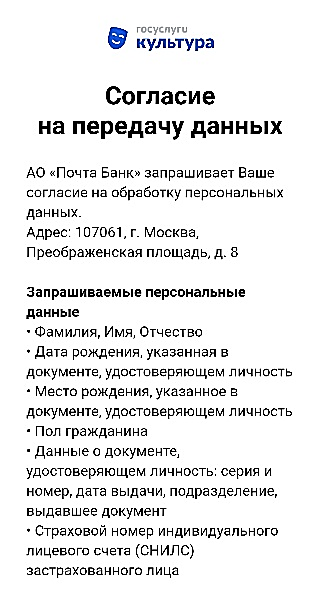 госуслуги
культура
Согласие
на передачу данных
АО «Почта Банк» запрашивает Ваше
согласие на обработку персональных
данных.
Адрес: 107061, г. Москва,
Преображенская площадь, д. 8
Запрашиваемые персональные
данные
• Фамилия, Имя, Отчество
• Дата рождения, указанная в
документе, удостоверяющем личность
• Место рождения, указанное в
документе, удостоверяющем личность
• Пол гражданина
• Данные о документе,
удостоверяющем личность: серия и
номер, дата выдачи, подразделение,
выдавшее документ
• Страховой номер индивидуального
лицевого счета (СНИЛС)
застрахованного лица